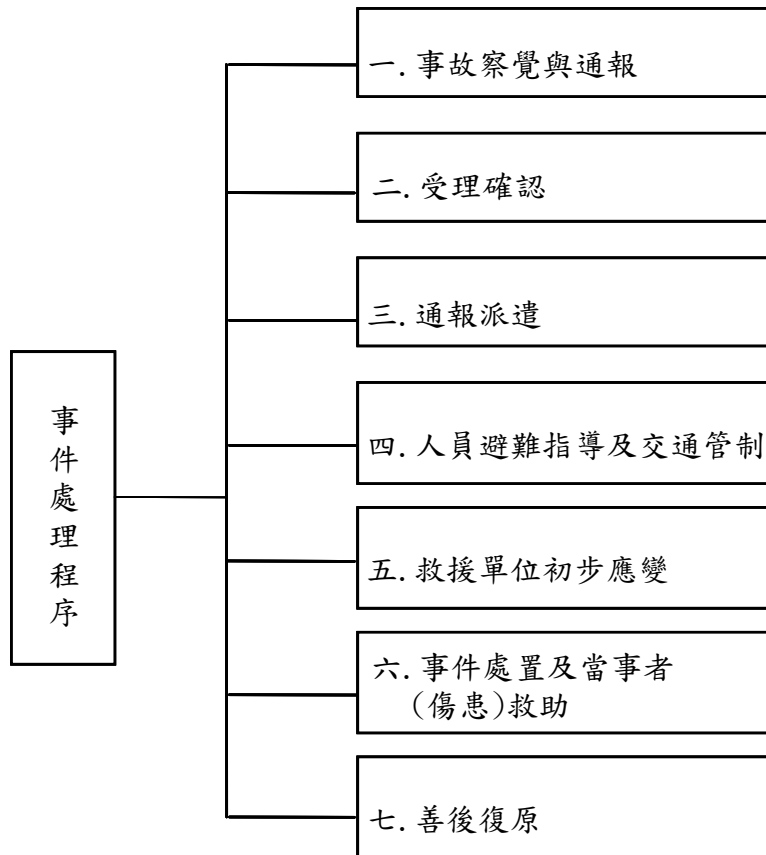 事件處理程序
一. 事故察覺與通報
二. 受理確認
三. 通報派遣
四. 人員避難指導及交通管制
五. 救援單位初步應變
六. 事件處置及當事者
(傷患)救助
七. 善後復原